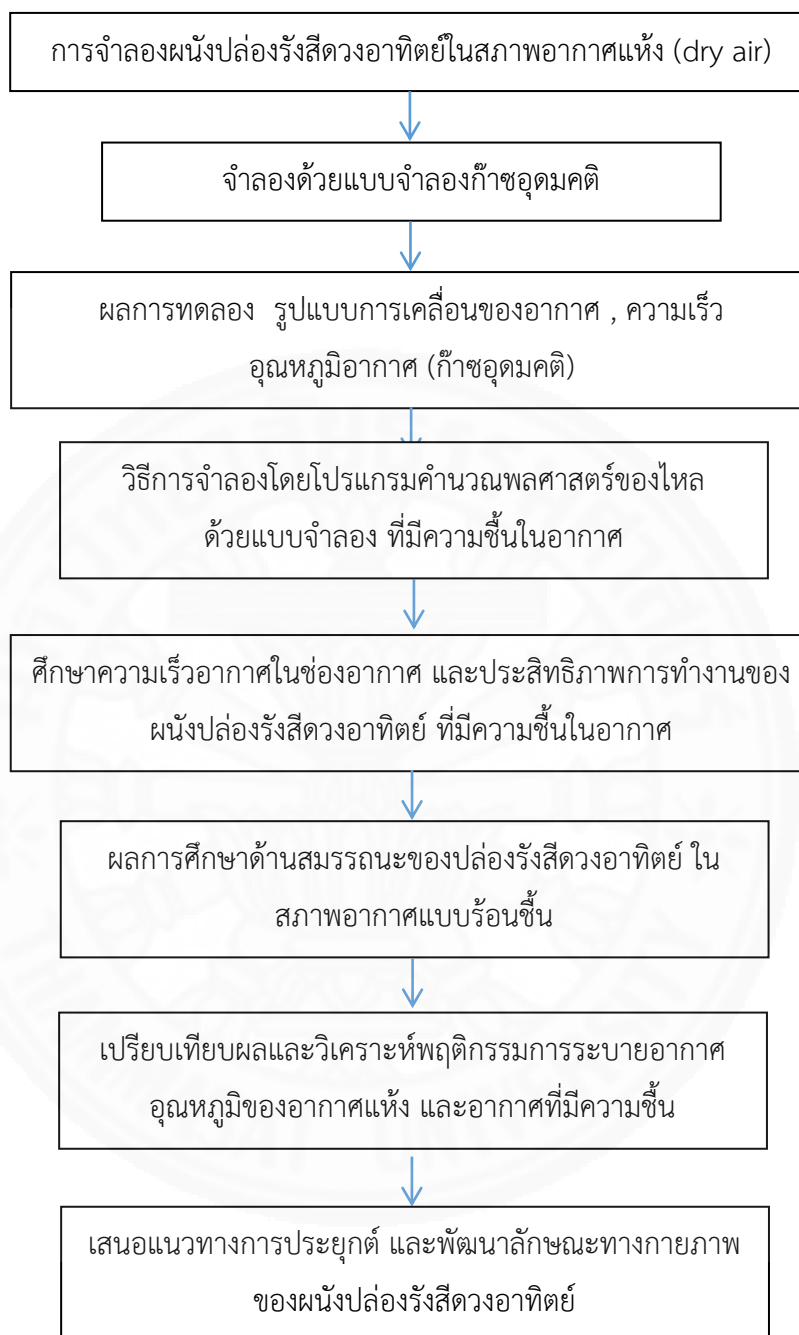 การจำลองผนังปล่องรังสีดวงอาทิตย์ในสภาพอากาศแห้ง (dry air)
จำลองด้วยแบบจำลองก๊าซอุดมคติ
ผลการทดลอง รูปแบบการเคลื่อนของอากาศ , ความเร็ว
อุณหภูมิอากาศ (ก๊าซอุดมคติ)
วิธีการจำลองโดยโปรแกรมคำนวณพลศาสตร์ของไหล
ด้วยแบบจำลอง ที่มีความชื้นในอากาศ
ศึกษาความเร็วอากาศในช่องอากาศ และประสิทธิภาพการทำงานของ
ผนังปล่องรังสีดวงอาทิตย์ ที่มีความชื้นในอากาศ
ผลการศึกษาด้านสมรรถนะของปล่องรังสีดวงอาทิตย์ ใน
สภาพอากาศแบบร้อนชื้น
เปรียบเทียบผลและวิเคราะห์พฤติกรรมการระบายอากาศ
อุณหภูมิของอากาศแห้ง และอากาศที่มีความชื้น
เสนอแนวทางการประยุกต์ และพัฒนาลักษณะทางกายภาพ
ของผนังปล่องรังสีดวงอาทิตย์